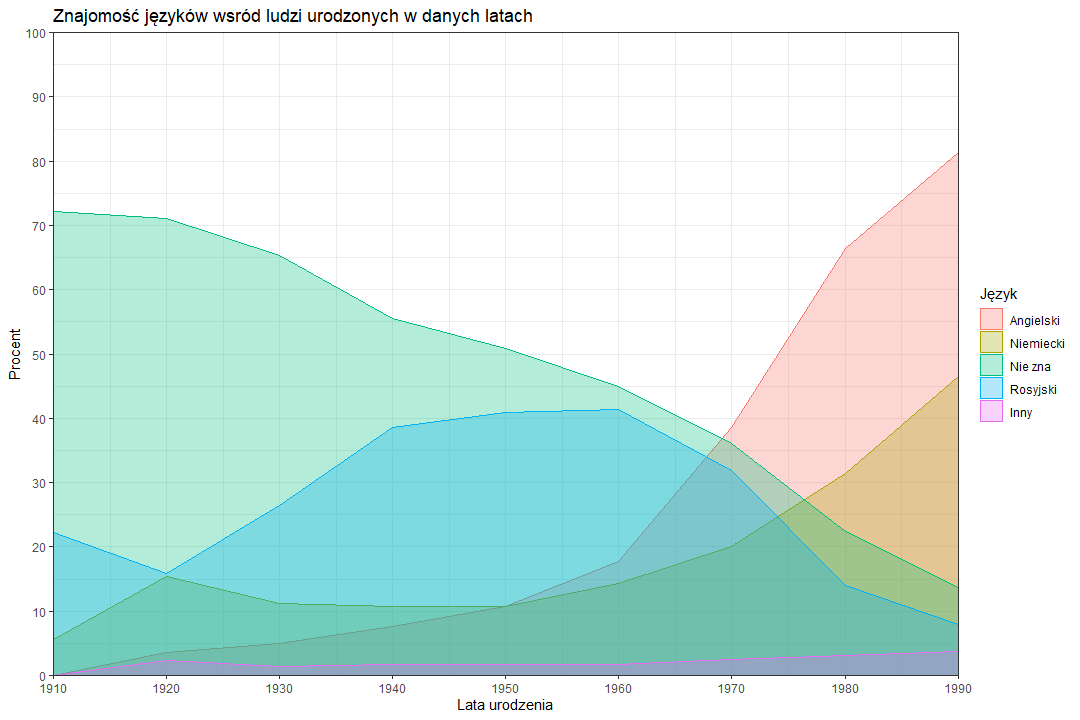 Znajomość języków wsród ludzi urodzonych w danych latach
100
90
80
70
60
50
40
30
20
10
0
Procent
1910 1920 1930 1940 1950 1960 1970 1980 1990
Lata urodzenia
Język
Angielski
Niemiecki
Nie zna
Rosyjski
Inny